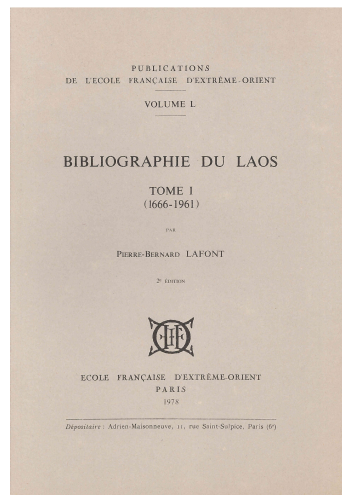 PUBLICATIONS
DE L'ECOLE FRANÇAISE D'EXTRÊME-ORIENT
VOLUME L
BIBLIOGRAPHIE DU LAOS
TOME I
(1666-1961)
PAR
PIERRE-BERNARD LAFONT
2e EDITION
ECOLE FRANÇAISE D'EXTRÊME-ORIENT
PARIS
1978
Dépositaire : Adrien-Maisonneuve, 11, rue Saint-Sulpice, Paris (6e)